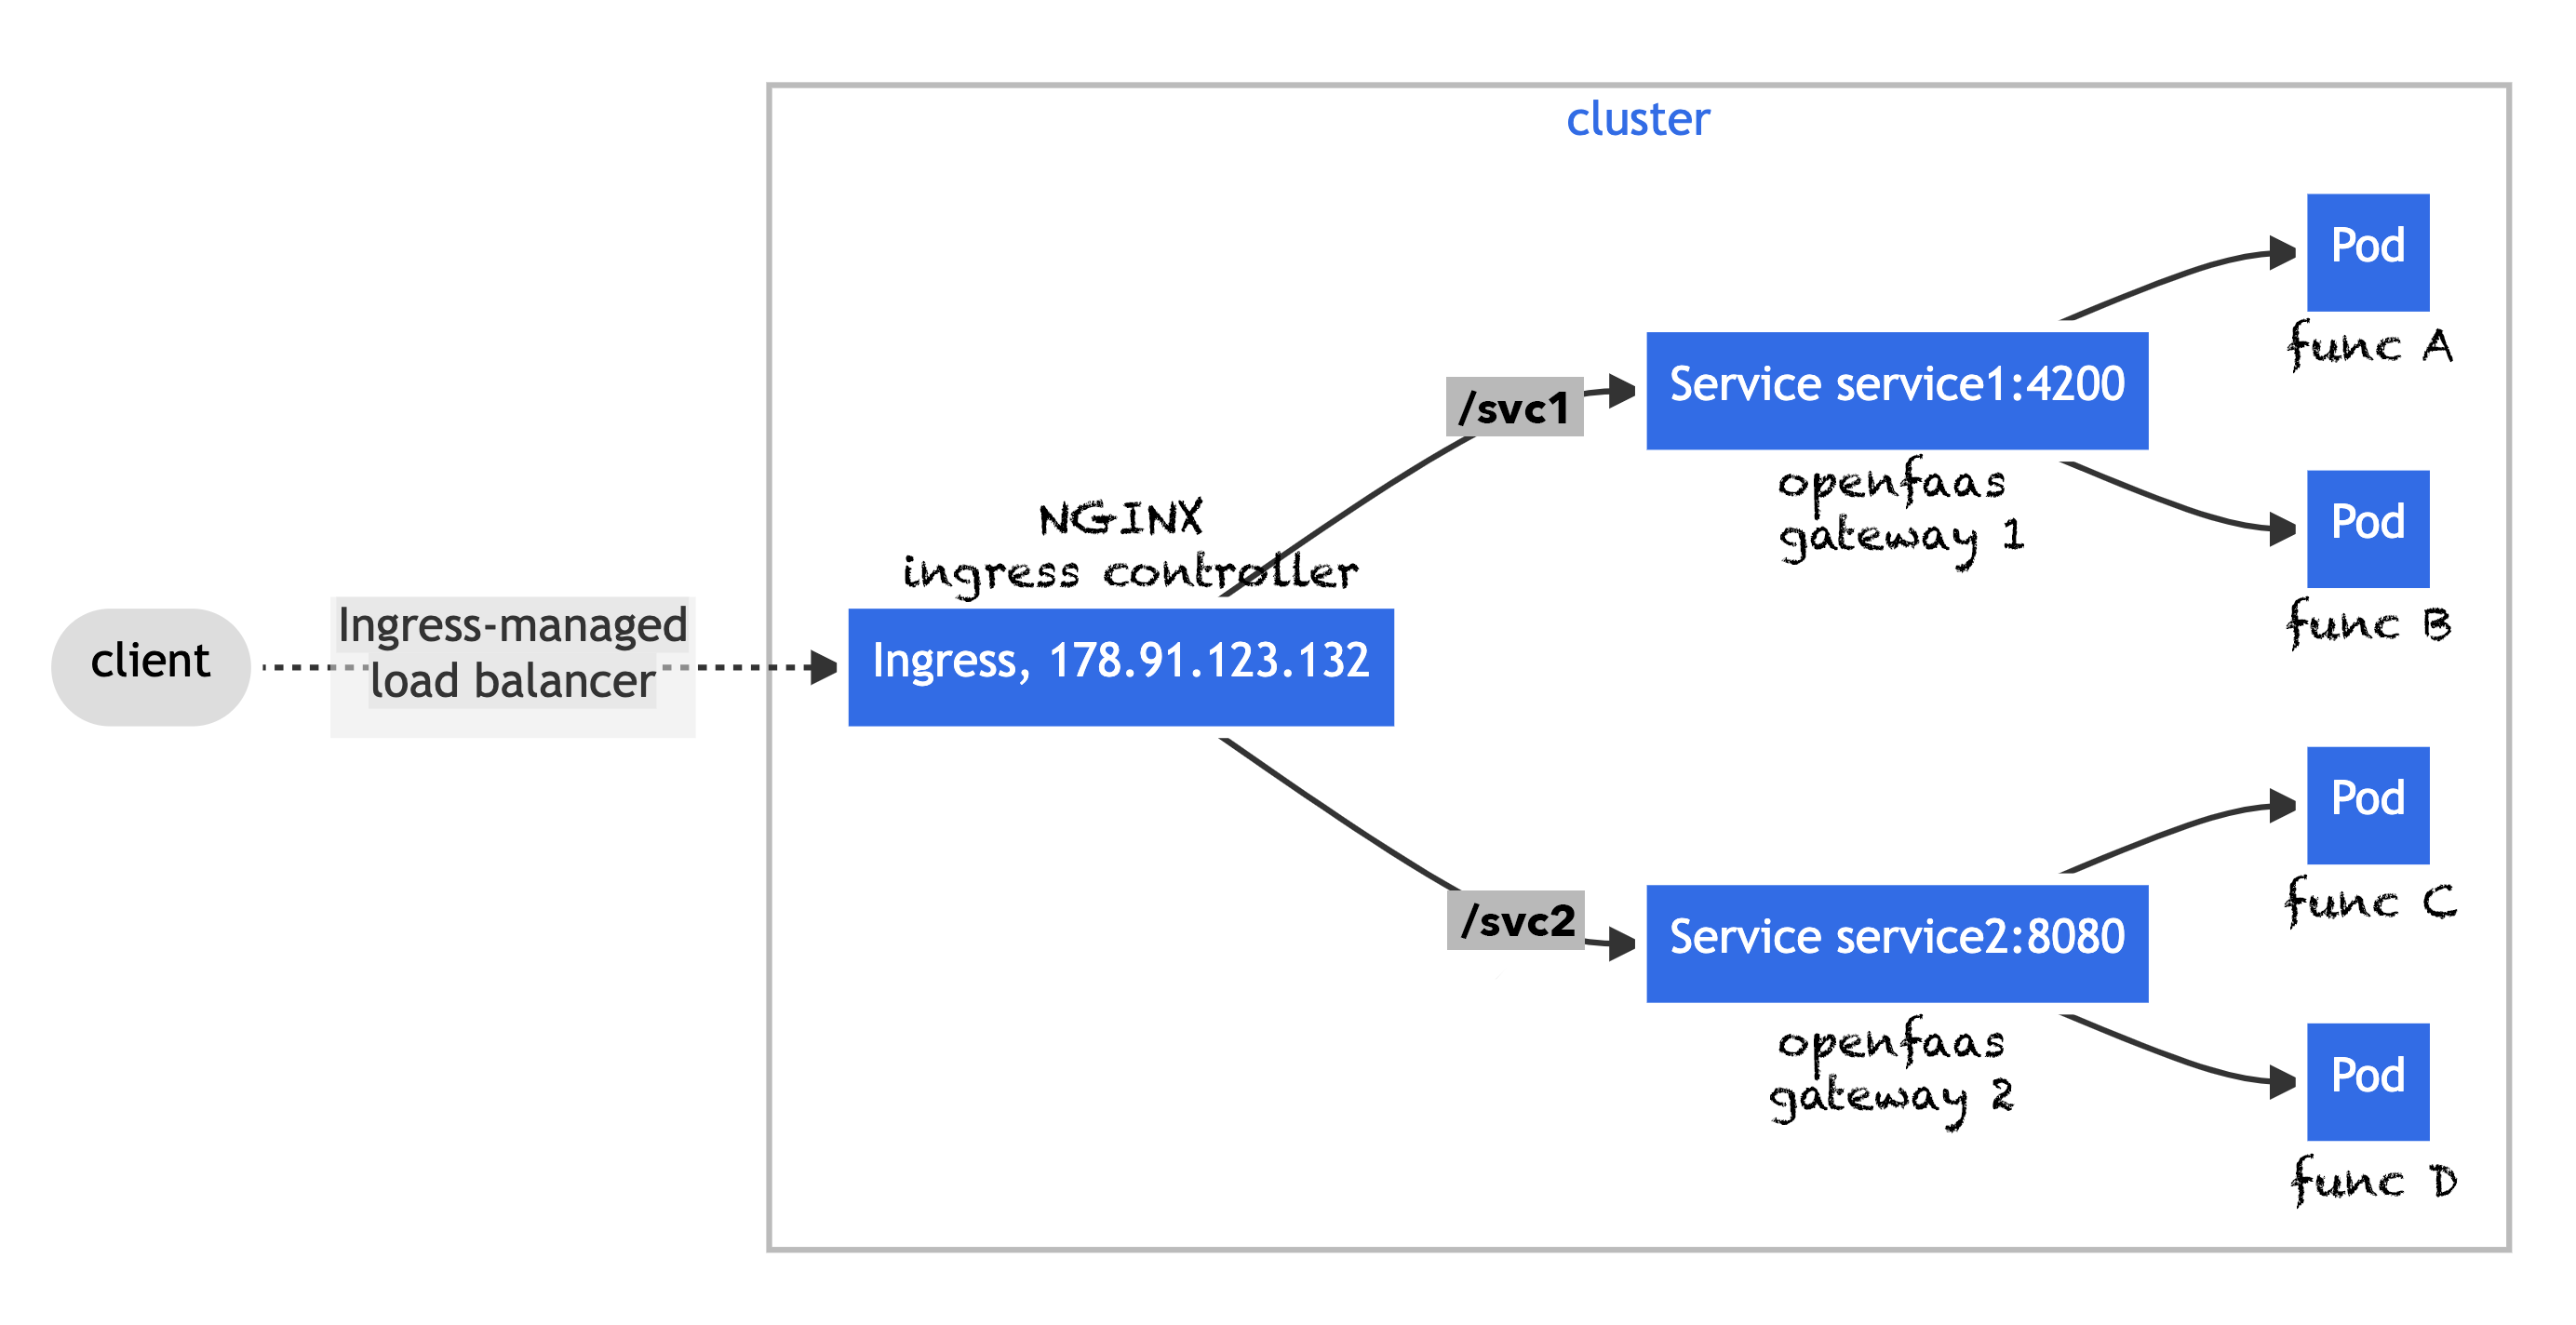 cluster
Pod
func A
/svc1
Service service1:4200
openfaas
gateway 1
Pod
func B
NGINX
ingress controller
client
Ingress-managed
load balancer
Ingress, 178.91.123.132
Pod
func C
/svc2
Service service2:8080
openfaas
gateway 2
Pod
func D